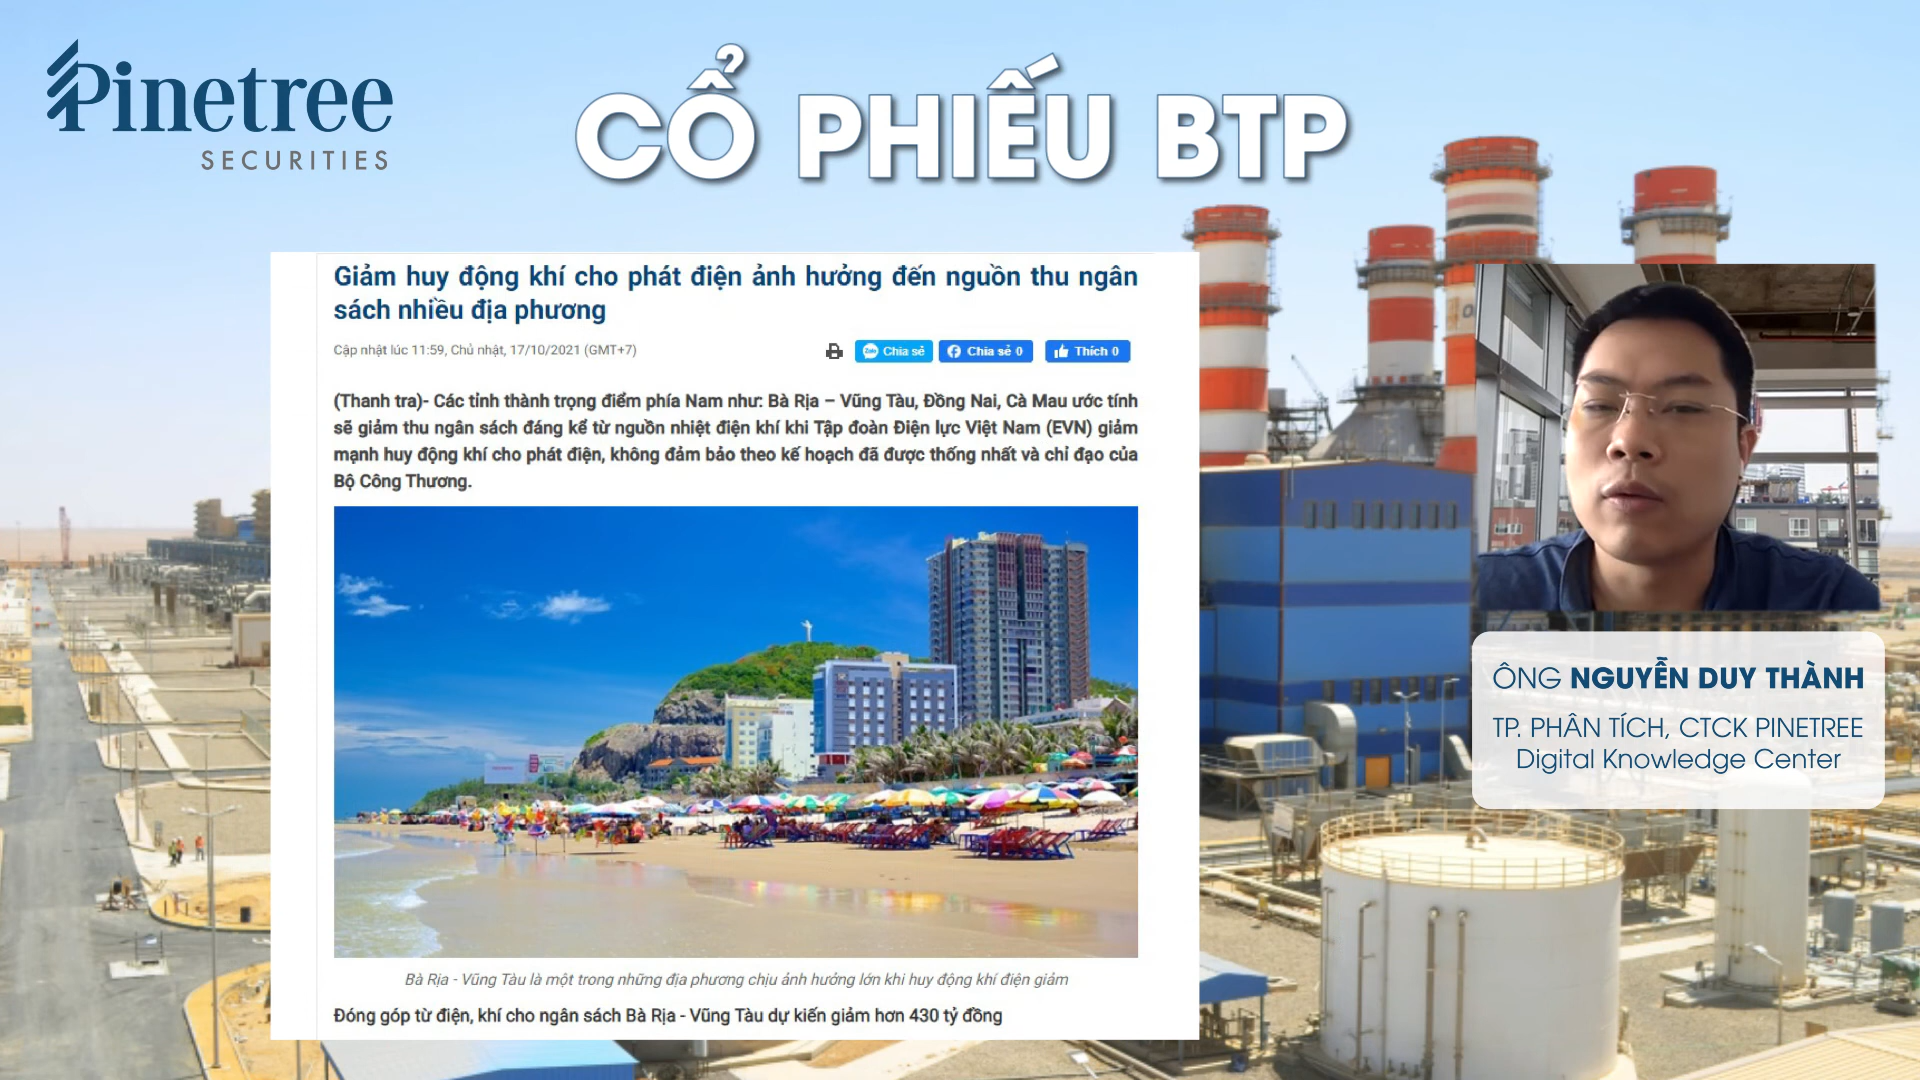 Pinetree
SECURITIES
CỔ PHIẾU BTP
Giảm huy động khí cho phát điện ảnh hưởng đến nguồn thu ngân
sách nhiều địa phương
Cập nhật lúc 11:59, Chủ nhật, 17/10/2021 (GMT+7)
Zalo Chia sẻ
Chia sẻ 0
Thích 0
(Thanh tra)- Các tỉnh thành trọng điểm phía Nam như: Bà Rịa – Vũng Tàu, Đồng Nai, Cà Mau ước tính
sẽ giảm thu ngân sách đáng kể từ nguồn nhiệt điện khí khi Tập đoàn Điện lực Việt Nam (EVN) giảm
mạnh huy động khí cho phát điện, không đảm bảo theo kế hoạch đã được thống nhất và chỉ đạo của
Bộ Công Thương.
Bà Rịa - Vũng Tàu là một trong những địa phương chịu ảnh hưởng lớn khi huy động khí điện giảm
Đóng góp từ điện, khí cho ngân sách Bà Rịa - Vũng Tàu dự kiến giảm hơn 430 tỷ đồng
ÔNG NGUYỄN DUY THÀNH
TP. PHÂN TÍCH, CTCK PINETREE
Digital Knowledge Center